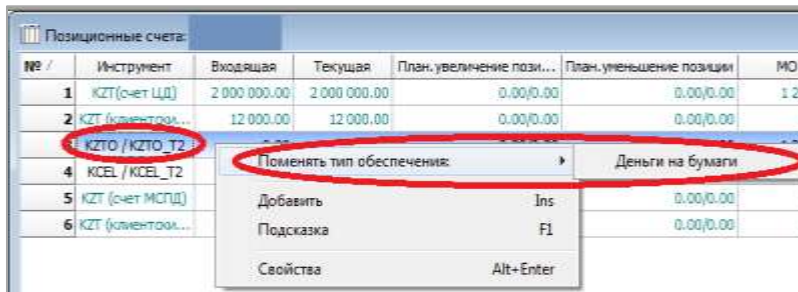 Позиционные счета:
№ / Инструмент Входящая Текущая План. увеличение пози... План. уменьшение позиции МО
1 KZT(счет ЦД) 2 000 000.00 2 000 000.00 0.00/0.00 0.00/0.00 1 2
2 KZT (клиентски... 12 000.00 12 000.00 0.00/0.00 0.00/0.00
KZTO / KZTO_T2
Поменять тип обеспечения: Деньги на бумаги
4 KCEL / KCEL_T2
5 KZT (счет МСПД) Добавить Ins 0.00/0.00
6 KZT (клиентски... Подсказка F1 0.00/0.00
Свойства Alt+Enter